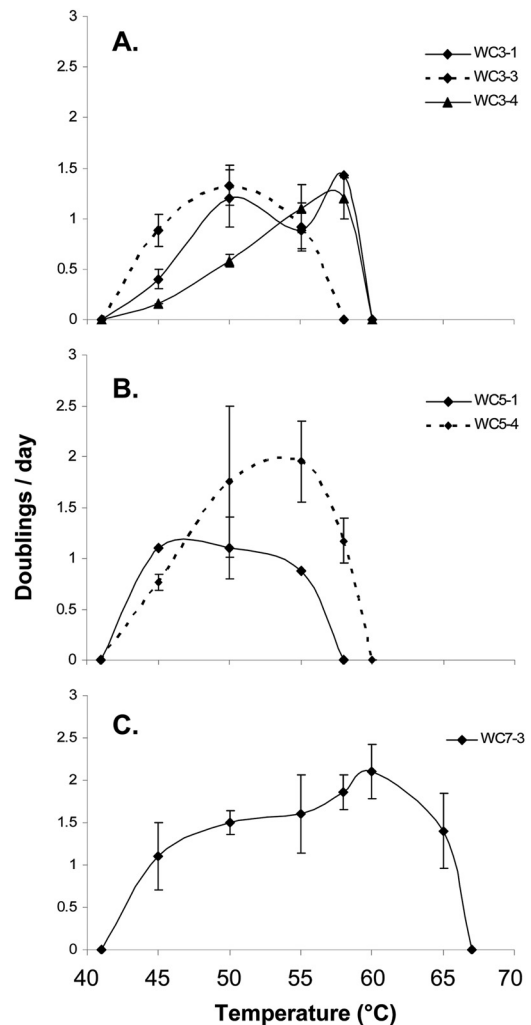 A.
3
2.5
2
1.5
1
0.5
0
WC3-1
WC3-3
WC3-4
B.
3
2.5
2
1.5
1
0.5
0
WC5-1
WC5-4
Doublings / day
C.
3
2.5
2
1.5
1
0.5
0
WC7-3
40 45 50 55 60 65 70
Temperature (°C)